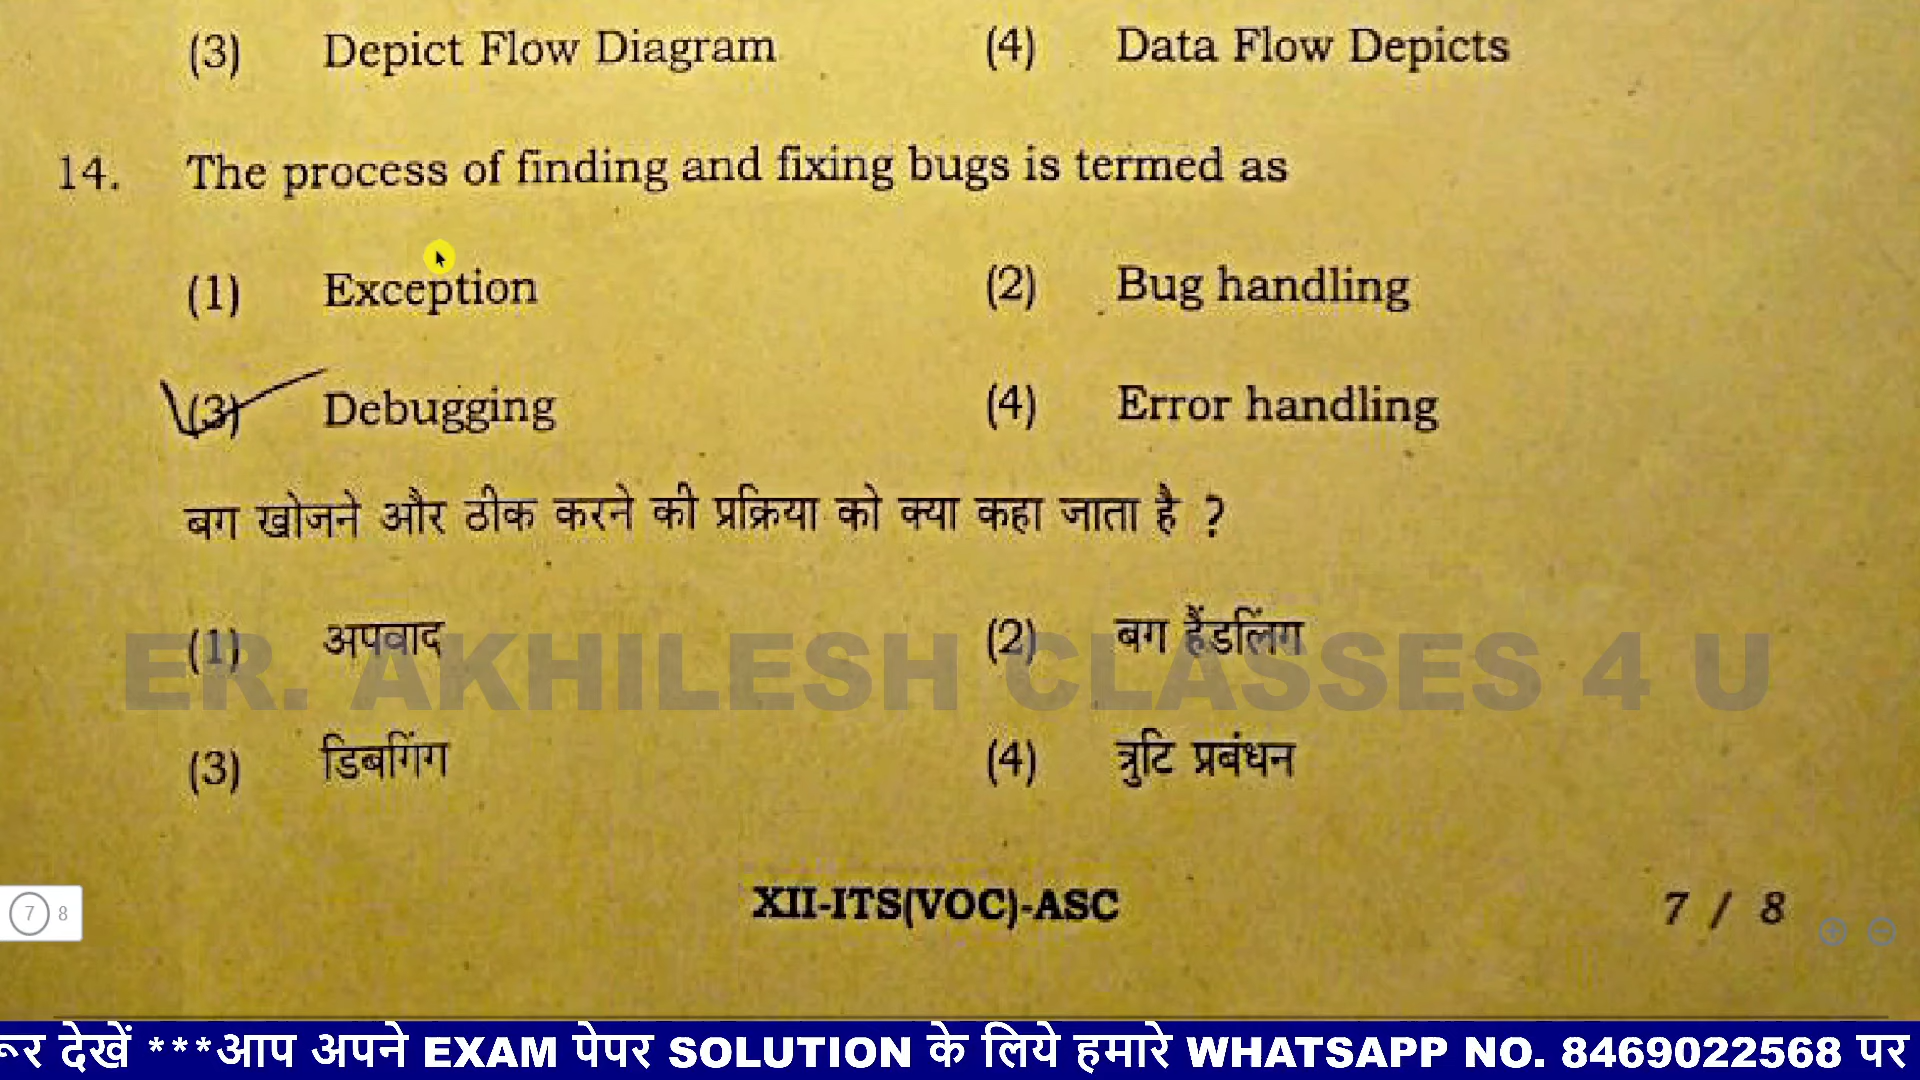 (3) Depict Flow Diagram (4) Data Flow Depicts
14. The process of finding and fixing bugs is termed as
(1) Exception (2) Bug handling
(3) Debugging (4) Error handling
बग खोजने और ठीक करने की प्रक्रिया को क्या कहा जाता है ?
(1) अपवाद (2) बग हैंडलिंग
ER. AKHILESH CLASSES 4 U
(3) डिबगिंग (4) त्रुटि प्रबंधन
XII-ITS(VOC)-ASC 7 / 8
7 8
देखें ***आप अपने EXAM पेपर SOLUTION के लिये हमारे WHATSAPP NO. 8469022568 पर